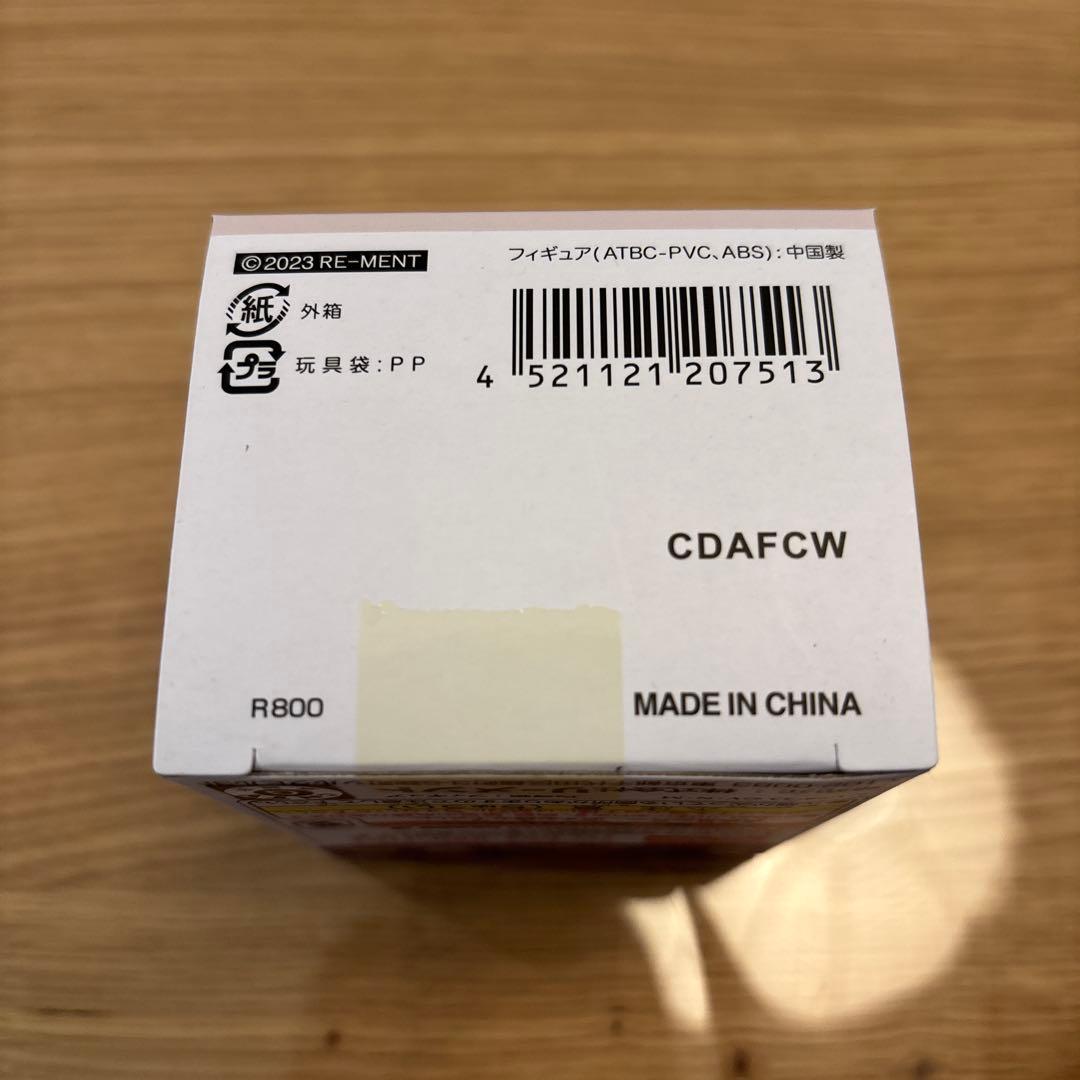 ©2023 RE-MENT
フィギュア(ATBC-PVC、ABS):中国製
紙 外箱
プラ 玩具袋:PP
4 521121 207513
CDAFCW
R800
MADE IN CHINA